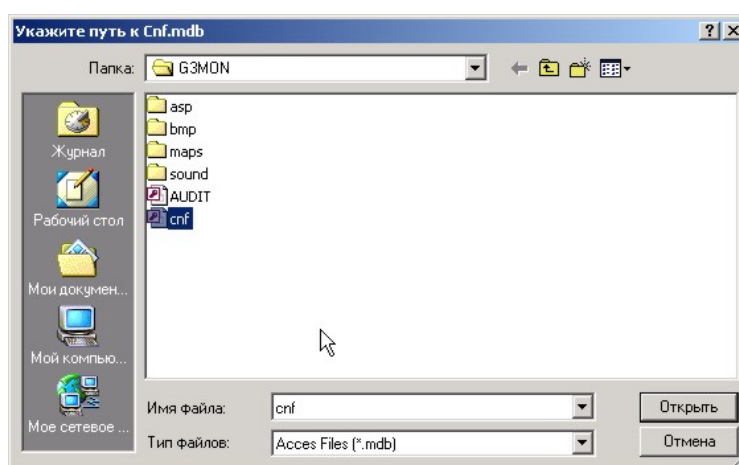 Укажите путь к Cnf.mdb
Папка: G3MON
asp
bmp
maps
sound
AUDIT
cnf
Журнал
Рабочий стол
Мои докумен...
Мой компью...
Мое сетевое ...
Имя файла: cnf Открыть
Тип файлов: Acces Files (*.mdb) Отмена